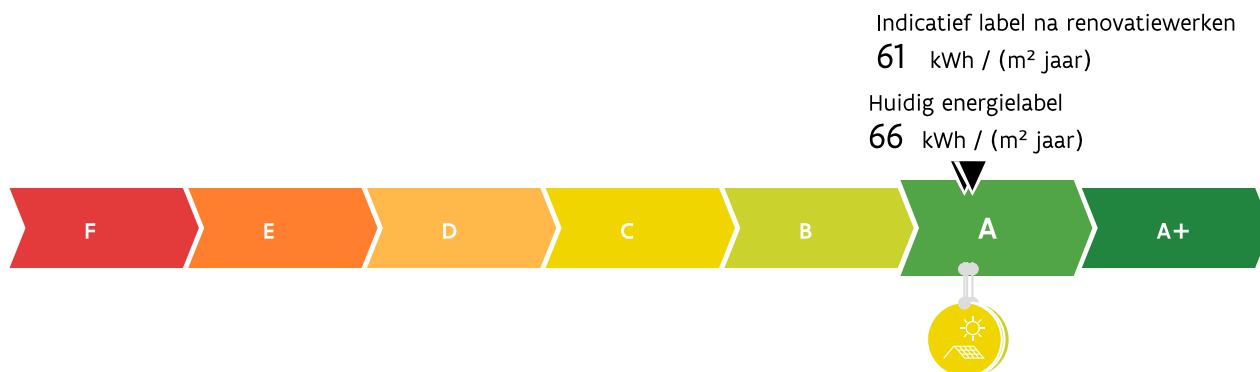 Indicatief label na renovatiewerken
61 kWh / (m² jaar)
Huidig energielabel
66 kWh / (m² jaar)
F E D C B A A+